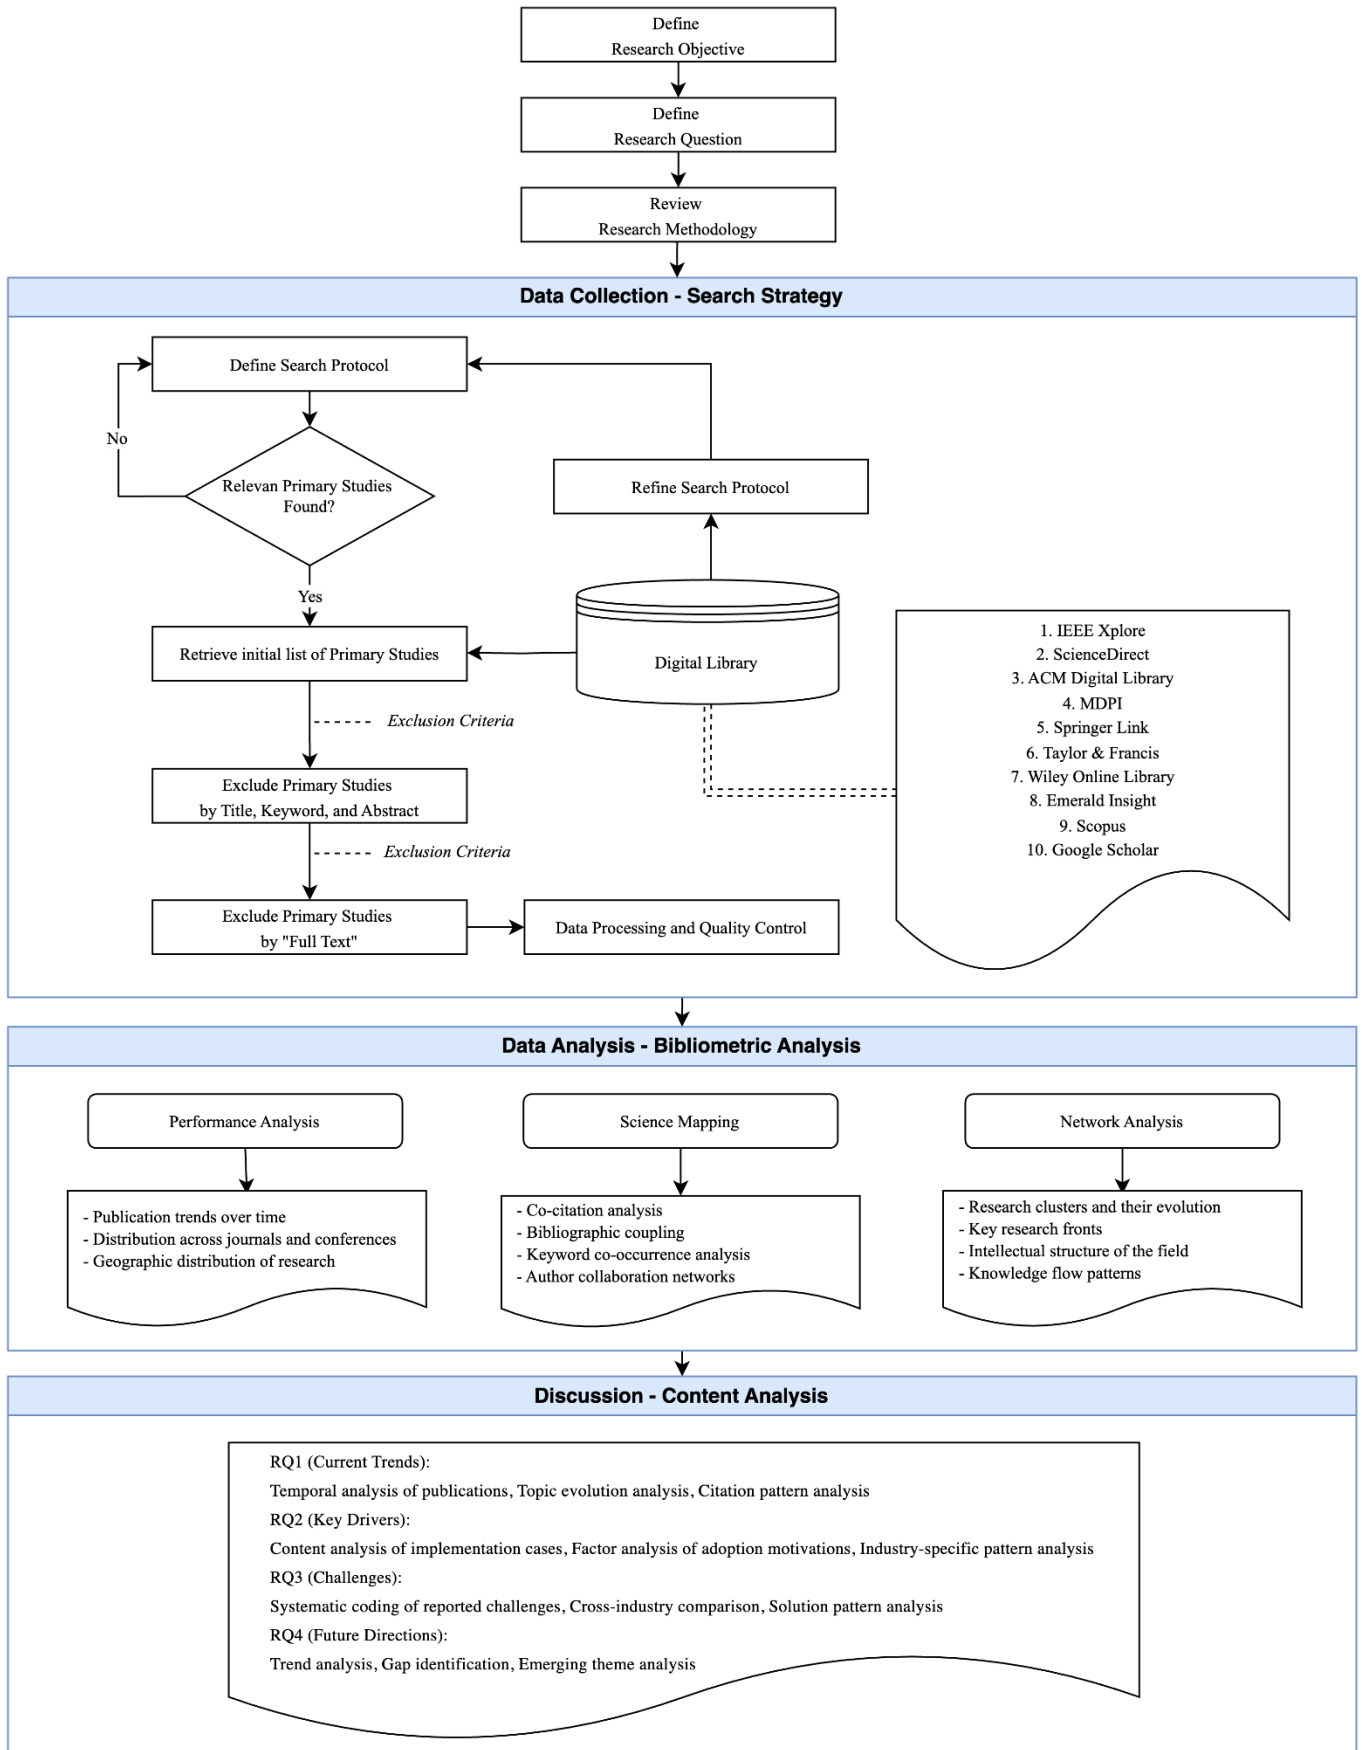 Define
Research Objective
Define
Research Question
Review
Research Methodology
Data Collection - Search Strategy
Define Search Protocol
No
Relevan Primary Studies
Found?
Refine Search Protocol
Yes
Retrieve initial list of Primary Studies
Digital Library
Exclusion Criteria
Exclude Primary Studies
by Title, Keyword, and Abstract
Exclusion Criteria
Exclude Primary Studies
by "Full Text"
Data Processing and Quality Control
1. IEEE Xplore
2. ScienceDirect
3. ACM Digital Library
4. MDPI
5. Springer Link
6. Taylor & Francis
7. Wiley Online Library
8. Emerald Insight
9. Scopus
10. Google Scholar
Data Analysis - Bibliometric Analysis
Performance Analysis
- Publication trends over time
- Distribution across journals and conferences
- Geographic distribution of research
Science Mapping
- Co-citation analysis
- Bibliographic coupling
- Keyword co-occurrence analysis
- Author collaboration networks
Network Analysis
- Research clusters and their evolution
- Key research fronts
- Intellectual structure of the field
- Knowledge flow patterns
Discussion - Content Analysis
RQ1 (Current Trends):
Temporal analysis of publications, Topic evolution analysis, Citation pattern analysis
RQ2 (Key Drivers):
Content analysis of implementation cases, Factor analysis of adoption motivations, Industry-specific pattern analysis
RQ3 (Challenges):
Systematic coding of reported challenges, Cross-industry comparison, Solution pattern analysis
RQ4 (Future Directions):
Trend analysis, Gap identification, Emerging theme analysis